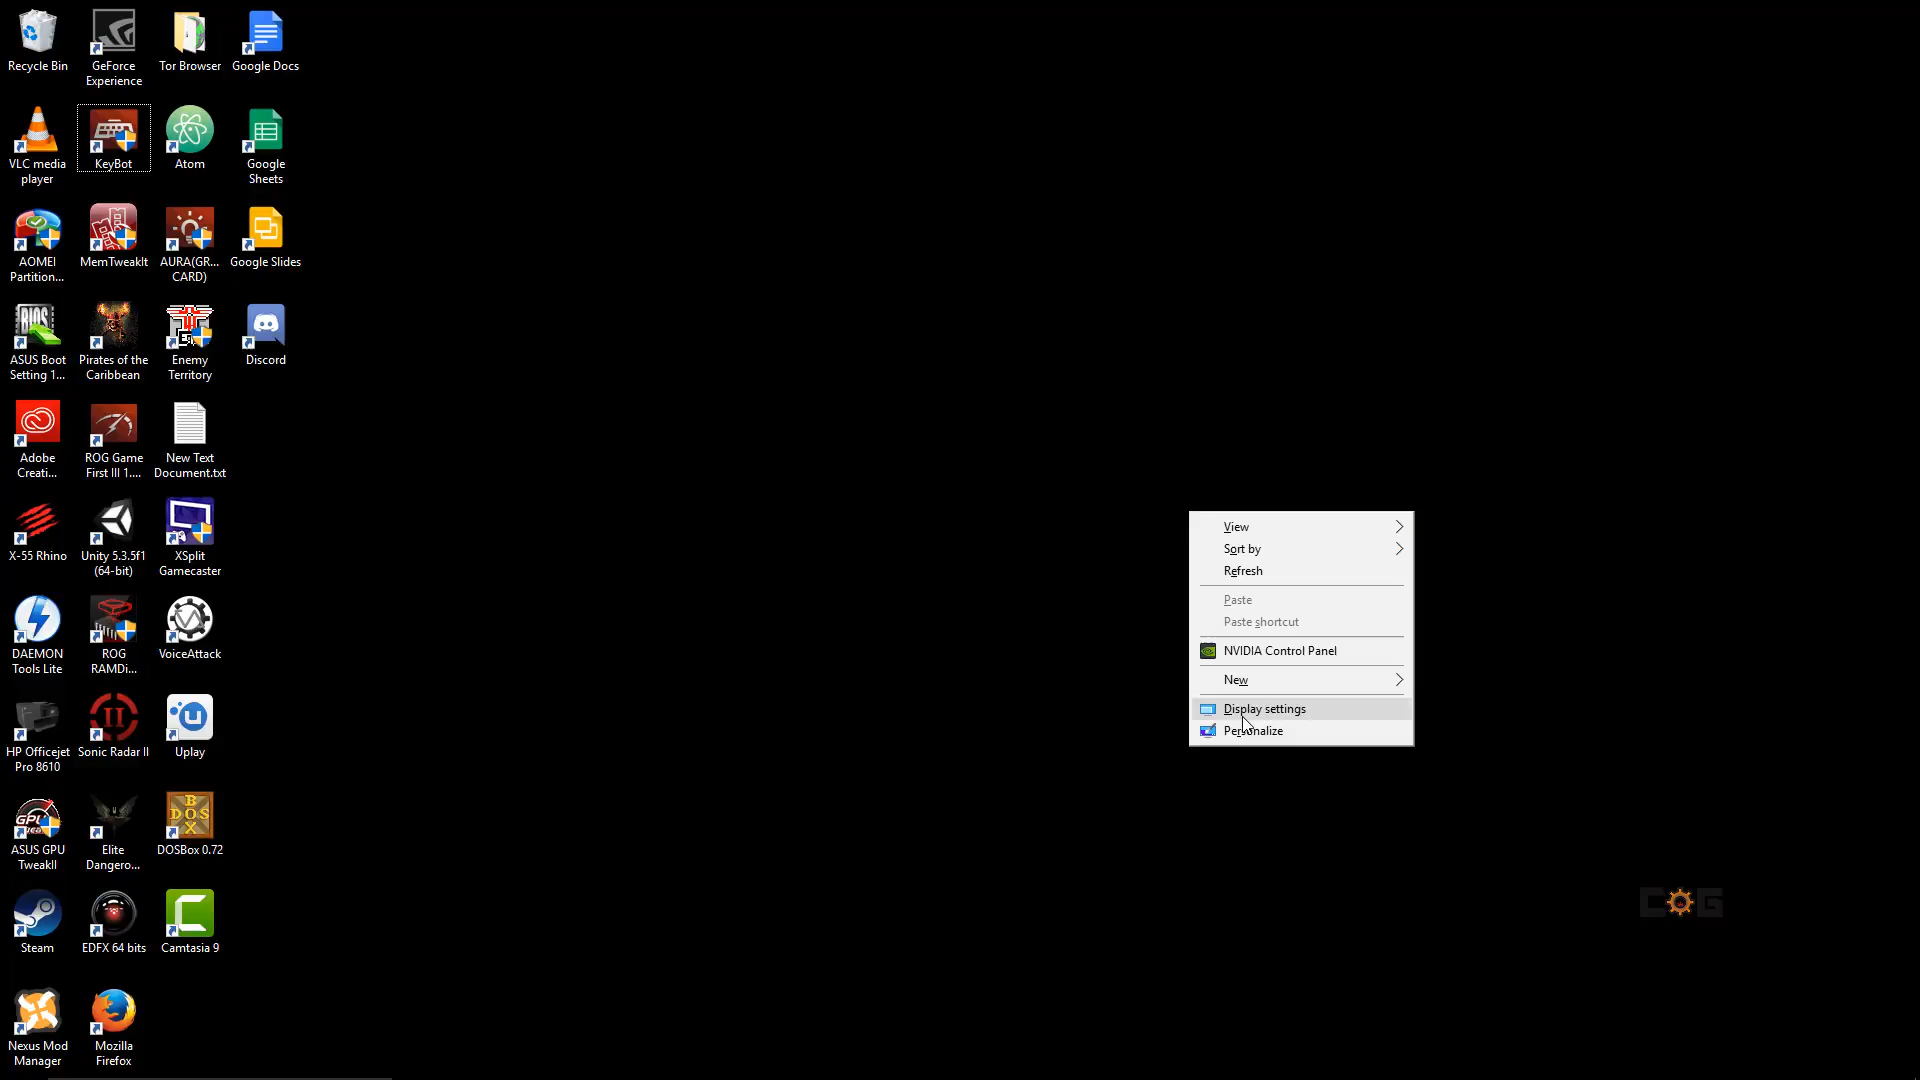 Recycle Bin
GeForce
Experience
Tor Browser
Google Docs
VLC media
player
KeyBot
Atom
Google
Sheets
AOMEI
Partition...
MemTweakIt
AURA(GR...
CARD)
Google Slides
BIOS
ASUS Boot
Setting 1...
Pirates of the
Caribbean
Enemy
Territory
Discord
Adobe
Creati...
ROG Game
First III 1....
New Text
Document.txt
X-55 Rhino
Unity 5.3.5f1
(64-bit)
XSplit
Gamecaster
DAEMON
Tools Lite
ROG
RAMDi...
VoiceAttack
HP Officejet
Pro 8610
Sonic Radar II
Uplay
GPU
ASUS GPU
TweakII
Elite
Dangero...
B
DOS
X
DOSBox 0.72
Steam
EDFX 64 bits
Camtasia 9
Nexus Mod
Manager
Mozilla
Firefox
View
Sort by
Refresh
Paste
Paste shortcut
NVIDIA Control Panel
New
Display settings
Personalize
COG